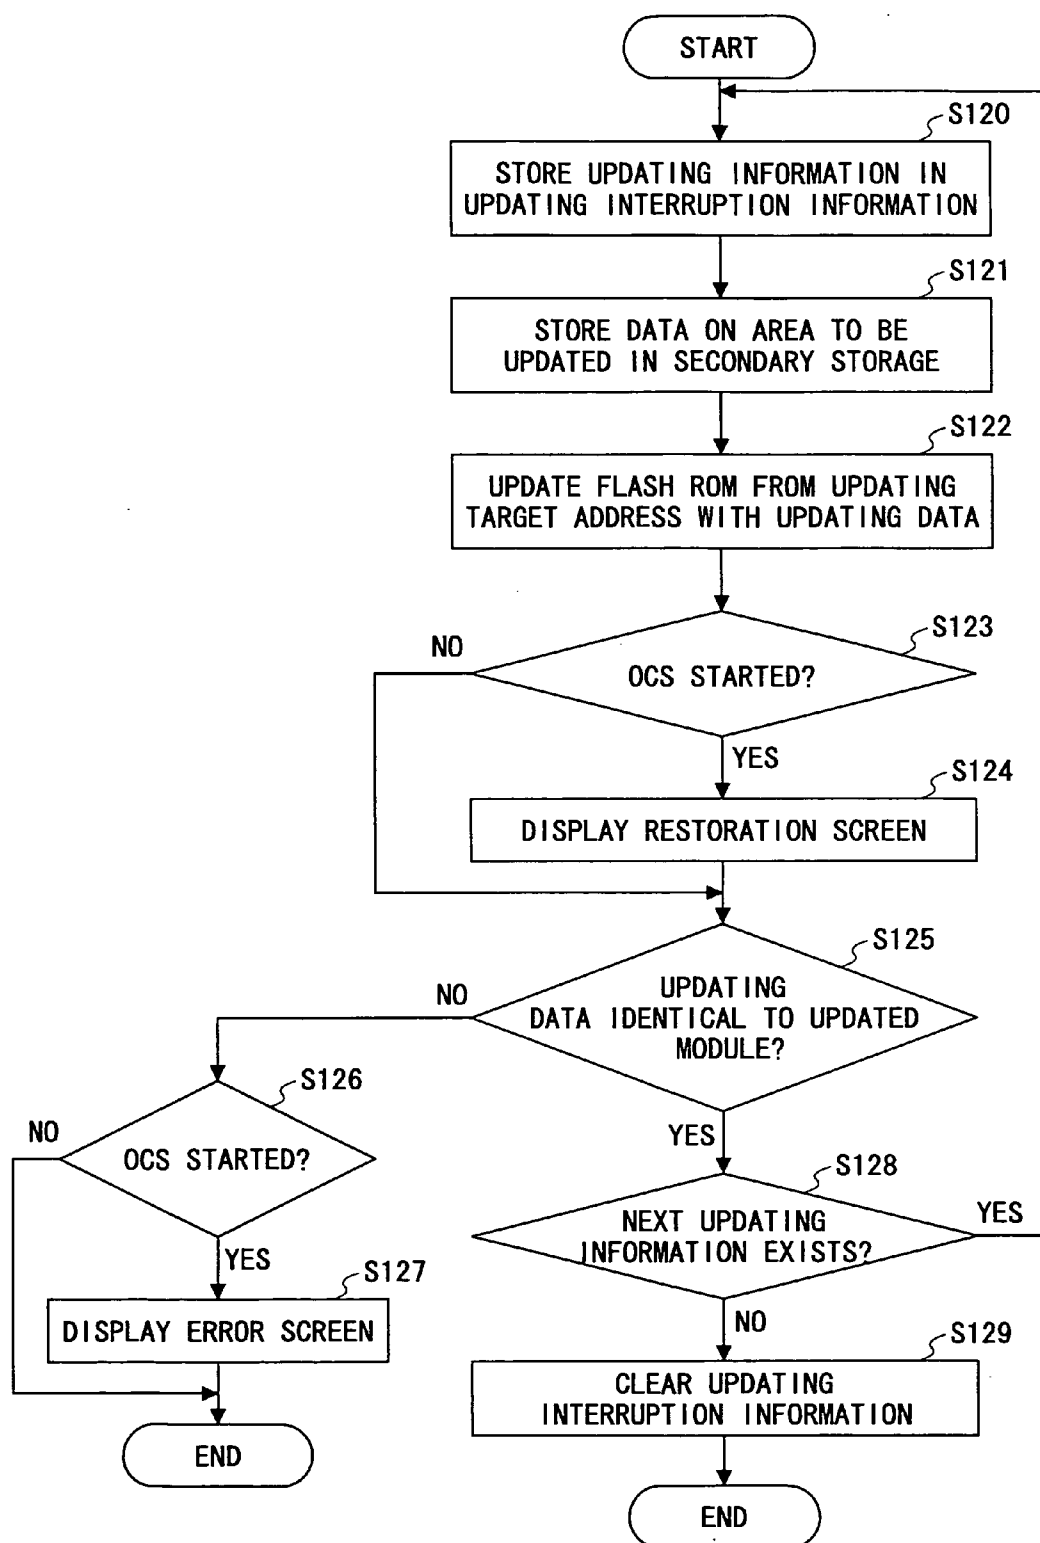 START
S120
STORE UPDATING INFORMATION IN
UPDATING INTERRUPTION INFORMATION
S121
STORE DATA ON AREA TO BE
UPDATED IN SECONDARY STORAGE
S122
UPDATE FLASH ROM FROM UPDATING
TARGET ADDRESS WITH UPDATING DATA
S123
NO
OCS STARTED?
YES
S124
DISPLAY RESTORATION SCREEN
S125
NO
UPDATING
DATA IDENTICAL TO UPDATED
MODULE?
YES
S126
NO
OCS STARTED?
YES
S127
DISPLAY ERROR SCREEN
END
S128
NEXT UPDATING
INFORMATION EXISTS?
YES
NO
S129
CLEAR UPDATING
INTERRUPTION INFORMATION
END